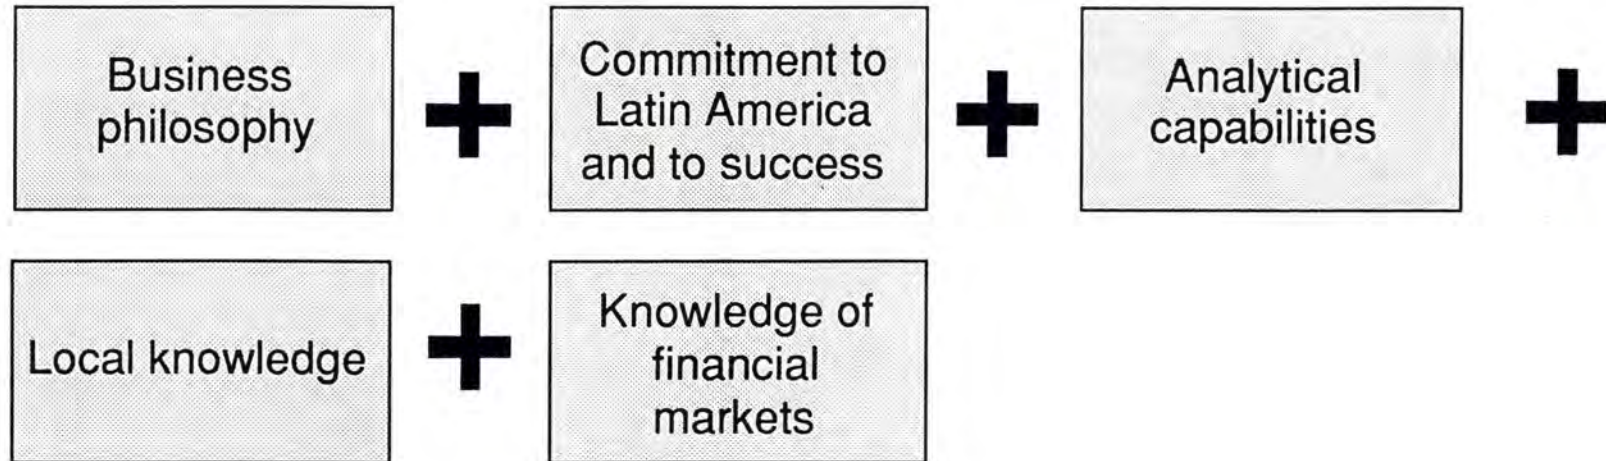 Business
philosophy
+
Commitment to
Latin America
and to success
+
Analytical
capabilities
+
Local knowledge
+
Knowledge of
financial
markets